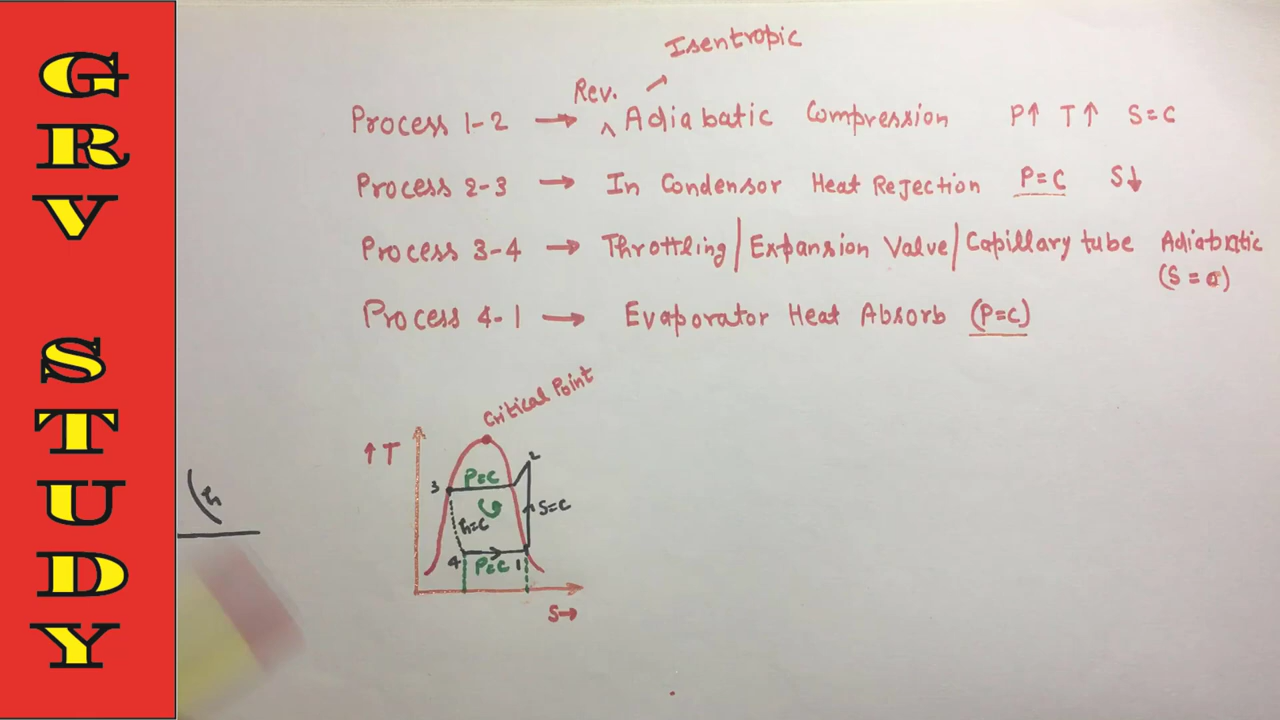 GRV STUDY
Isentropic
Rev.
Process 1-2 → ^ Adiabatic Compression P↑ T↑ S=C
Process 2-3 → In Condensor Heat Rejection P=C S↓
Process 3-4 → Throttling/Expansion Valve/Capillary tube Adiabatic
Process 4-1 → Evaporator Heat Absorb (P=C)
Critical Point
↑T
2
3 P=C
S=C
h=C
4 P=C 1
S→
(h